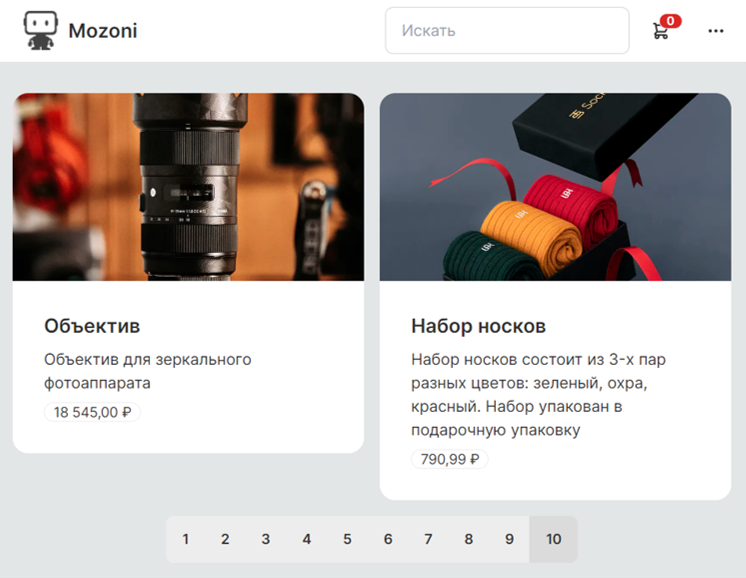 Mozoni
Искать
0
Sock
Объектив
Объектив для зеркального
фотоаппарата
18 545,00 ₽
Набор носков
Набор носков состоит из 3-х пар
разных цветов: зеленый, охра,
красный. Набор упакован в
подарочную упаковку
790,99 ₽
1 2 3 4 5 6 7 8 9 10